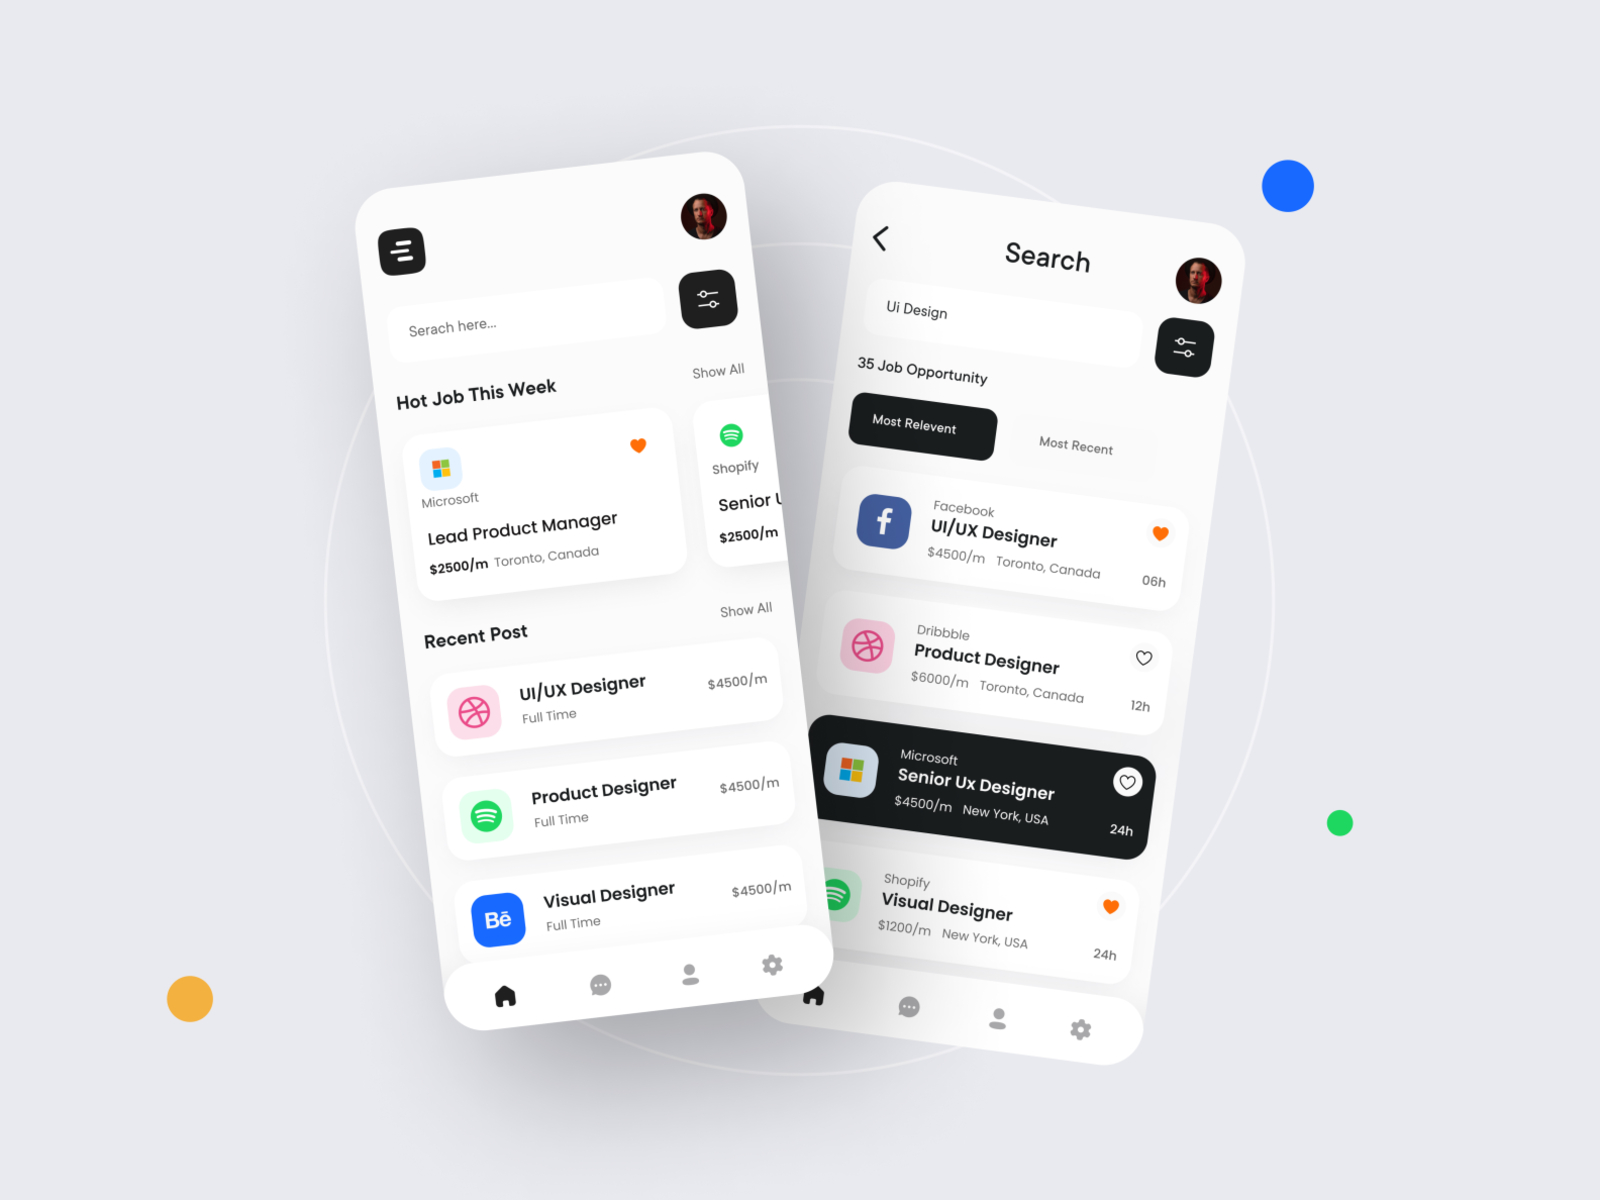 Serach here...
Hot Job This Week
Show All
Microsoft
Lead Product Manager
$2500/m Toronto, Canada
Shopify
Senior U
$2500/m
Recent Post
Show All
UI/UX Designer
Full Time
$4500/m
Product Designer
Full Time
$4500/m
Bē
Visual Designer
Full Time
$4500/m
Search
Ui Design
35 Job Opportunity
Most Relevent
Most Recent
f
Facebook
UI/UX Designer
$4500/m Toronto, Canada
06h
Dribbble
Product Designer
$6000/m Toronto, Canada
12h
Microsoft
Senior Ux Designer
$4500/m New York, USA
24h
Shopify
Visual Designer
$1200/m New York, USA
24h